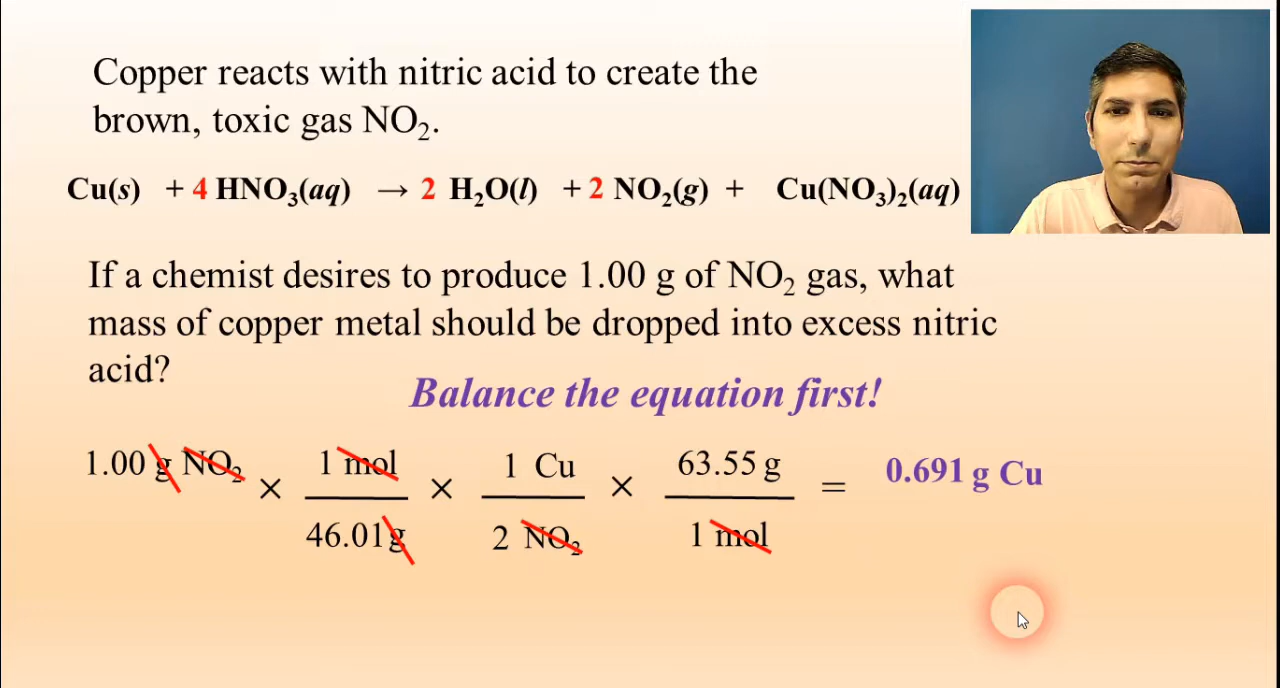 Copper reacts with nitric acid to create the
brown, toxic gas NO₂.
Cu(s) + 4 HNO₃(aq) → 2 H₂O(l) + 2 NO₂(g) + Cu(NO₃)₂(aq)
If a chemist desires to produce 1.00 g of NO₂ gas, what
mass of copper metal should be dropped into excess nitric
acid?
Balance the equation first!
1.00 g NO₂ × 1 mol / 46.01g × 1 Cu / 2 NO₂ × 63.55 g / 1 mol = 0.691 g Cu